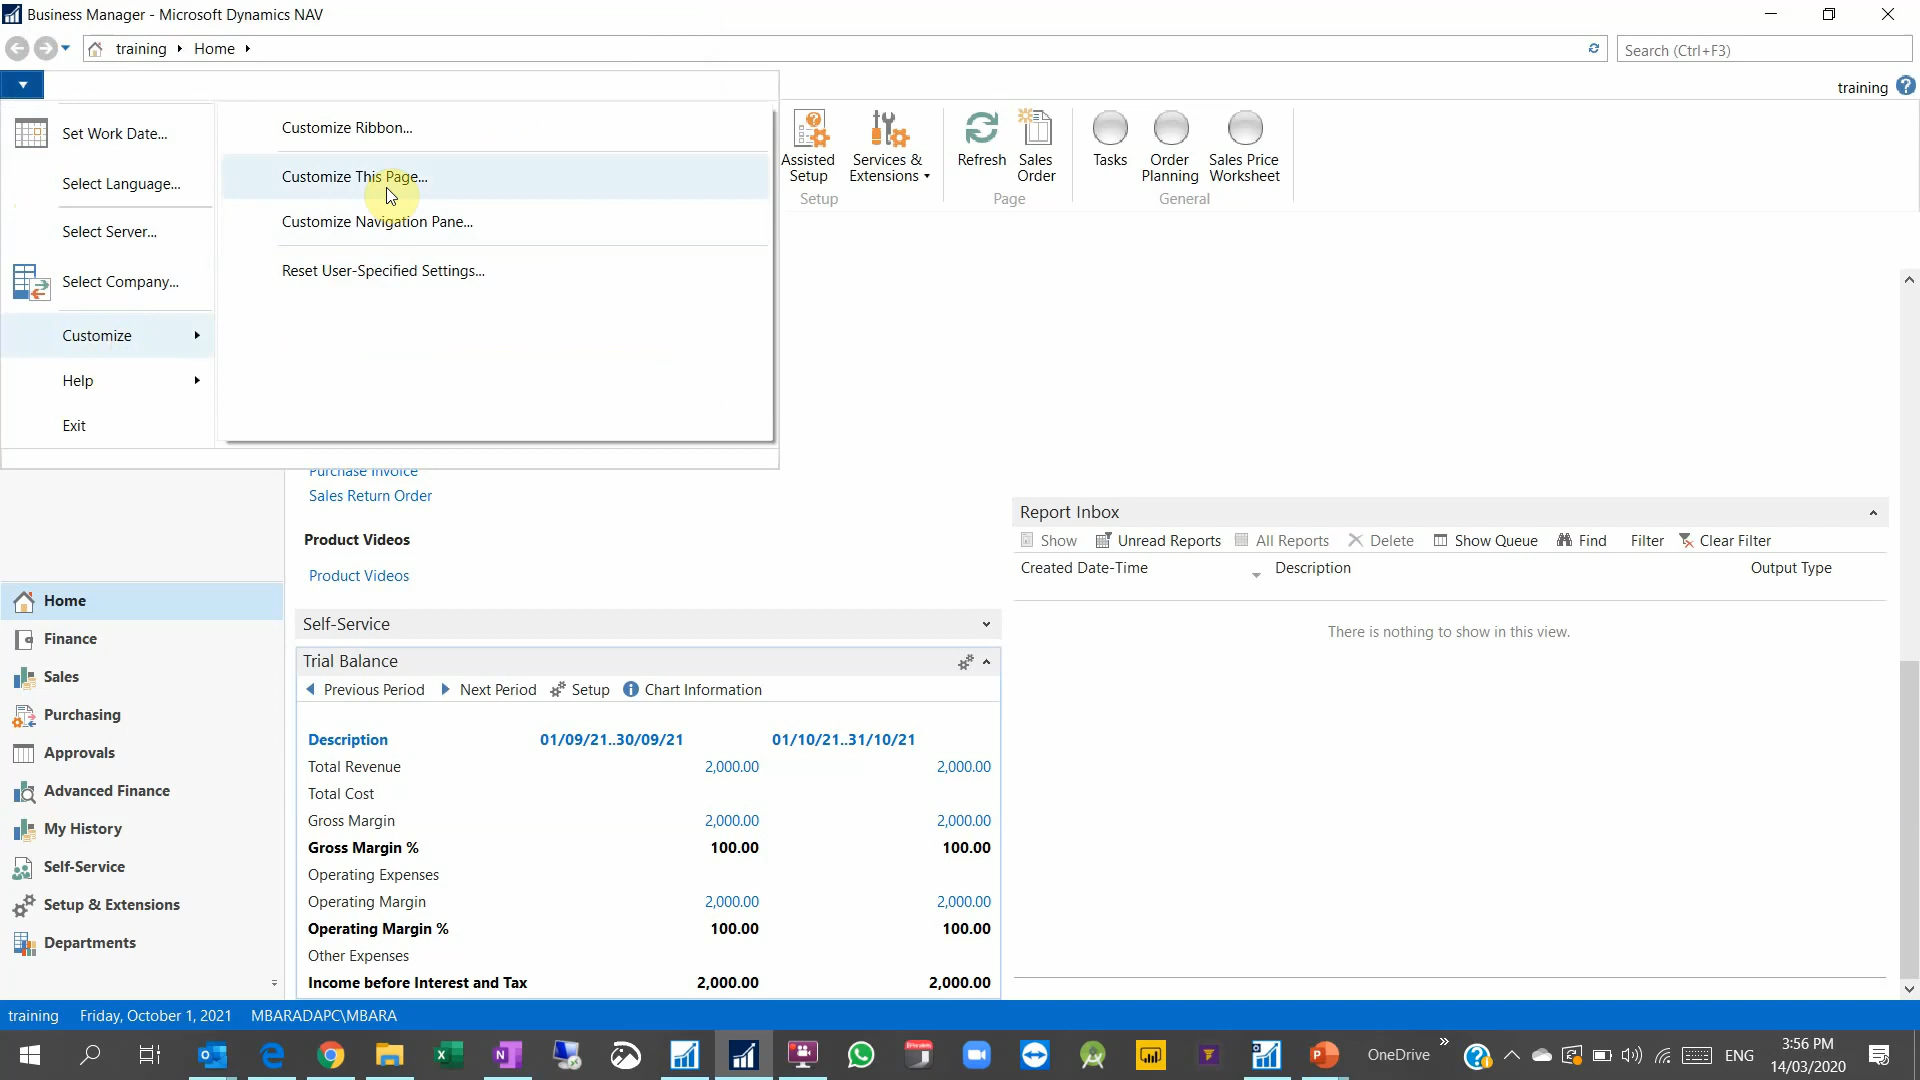 Business Manager - Microsoft Dynamics NAV
training
Home
Search (Ctrl+F3)
training
Set Work Date...
Select Language...
Select Server...
Select Company...
Customize
Help
Exit
Customize Ribbon...
Customize This Page...
Customize Navigation Pane...
Reset User-Specified Settings...
Assisted Setup
Services & Extensions
Setup
Refresh
Sales Order
Page
Tasks
Order Planning
Sales Price Worksheet
General
Purchase Invoice
Sales Return Order
Product Videos
Product Videos
Self-Service
Trial Balance
Previous Period Next Period Setup Chart Information
Description 01/09/21..30/09/21 01/10/21..31/10/21
Total Revenue 2,000.00 2,000.00
Total Cost
Gross Margin 2,000.00 2,000.00
Gross Margin % 100.00 100.00
Operating Expenses
Operating Margin 2,000.00 2,000.00
Operating Margin % 100.00 100.00
Other Expenses
Income before Interest and Tax 2,000.00 2,000.00
Report Inbox
Show Unread Reports All Reports Delete Show Queue Find Filter Clear Filter
Created Date-Time Description Output Type
There is nothing to show in this view.
Home
Finance
Sales
Purchasing
Approvals
Advanced Finance
My History
Self-Service
Setup & Extensions
Departments
training Friday, October 1, 2021 MBARADAPC\MBARA
OneDrive
ENG
3:56 PM
14/03/2020